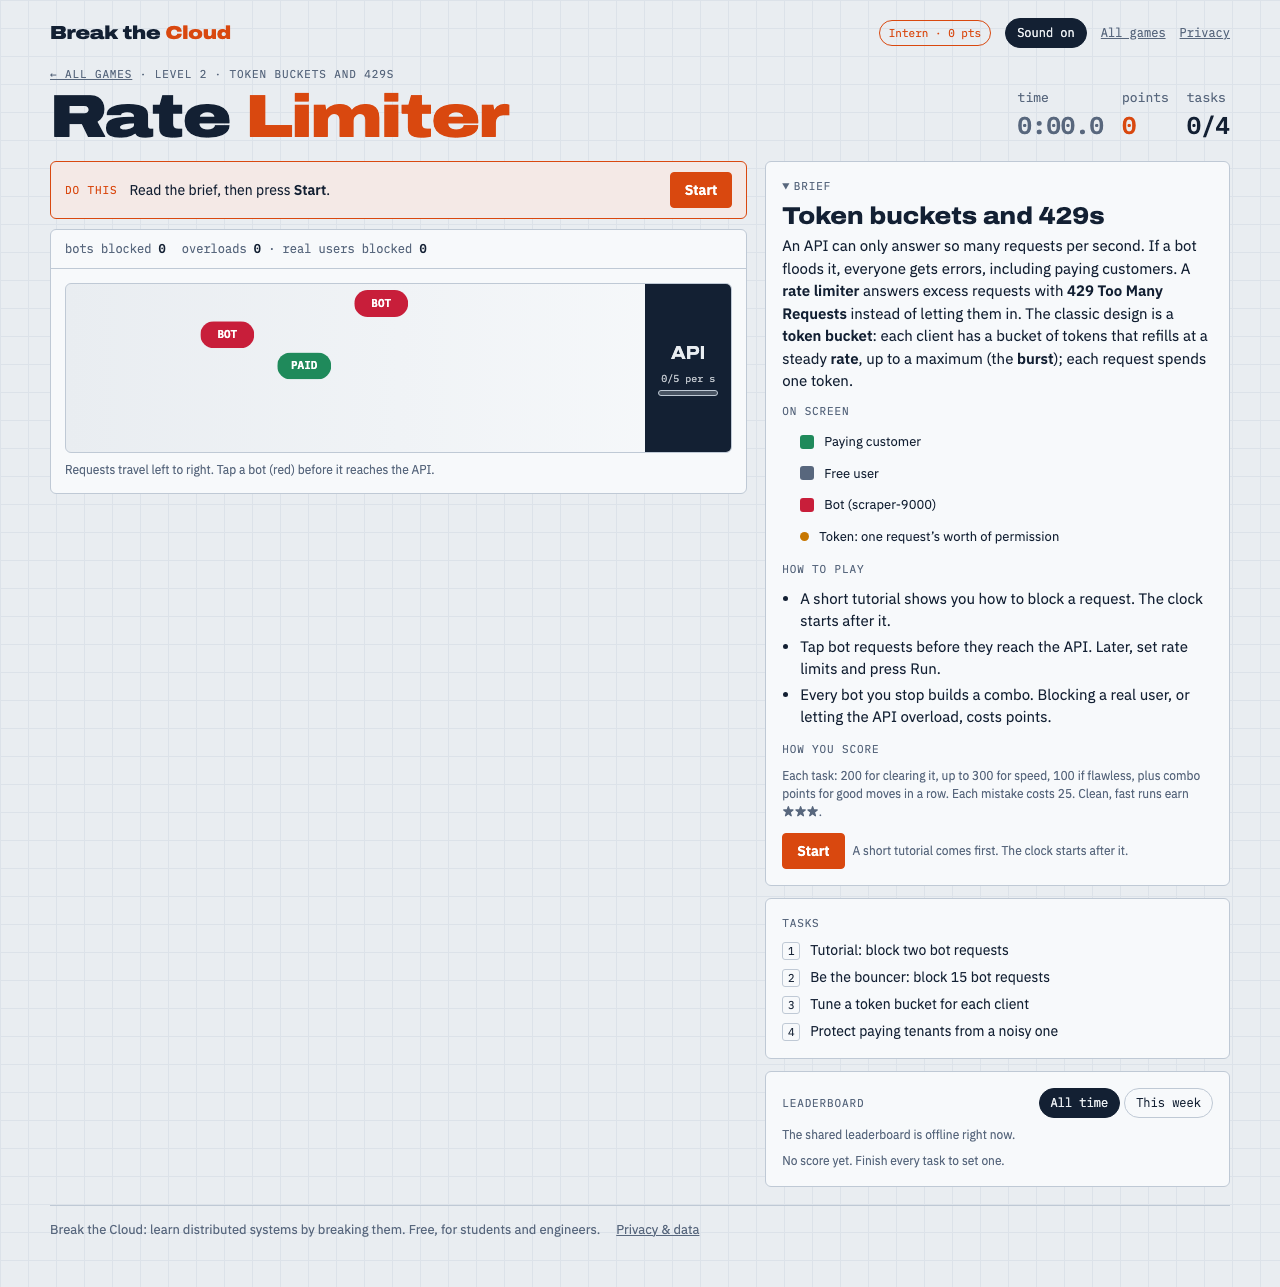 Break the Cloud
Intern · 0 pts
Sound on
All games
Privacy
← ALL GAMES · LEVEL 2 · TOKEN BUCKETS AND 429S
Rate Limiter
time
0:00.0
points
0
tasks
0/4
DO THIS Read the brief, then press Start.
Start
bots blocked 0 overloads 0 · real users blocked 0
BOT
BOT
PAID
API
0/5 per s
Requests travel left to right. Tap a bot (red) before it reaches the API.
▼ BRIEF
Token buckets and 429s
An API can only answer so many requests per second. If a bot
floods it, everyone gets errors, including paying customers. A
rate limiter answers excess requests with 429 Too Many
Requests instead of letting them in. The classic design is a
token bucket: each client has a bucket of tokens that refills at a
steady rate, up to a maximum (the burst); each request spends
one token.
ON SCREEN
Paying customer
Free user
Bot (scraper-9000)
Token: one request’s worth of permission
HOW TO PLAY
• A short tutorial shows you how to block a request. The clock
starts after it.
• Tap bot requests before they reach the API. Later, set rate
limits and press Run.
• Every bot you stop builds a combo. Blocking a real user, or
letting the API overload, costs points.
HOW YOU SCORE
Each task: 200 for clearing it, up to 300 for speed, 100 if flawless, plus combo
points for good moves in a row. Each mistake costs 25. Clean, fast runs earn
★★★.
Start
A short tutorial comes first. The clock starts after it.
TASKS
1 Tutorial: block two bot requests
2 Be the bouncer: block 15 bot requests
3 Tune a token bucket for each client
4 Protect paying tenants from a noisy one
LEADERBOARD
All time
This week
The shared leaderboard is offline right now.
No score yet. Finish every task to set one.
Break the Cloud: learn distributed systems by breaking them. Free, for students and engineers. Privacy & data